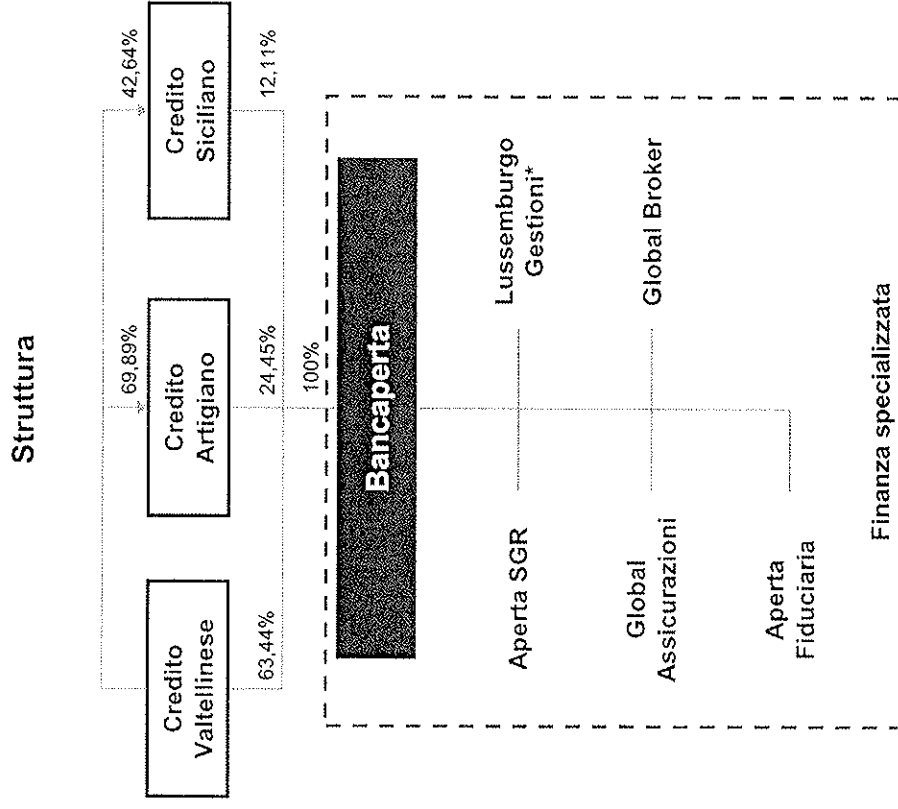 Struttura
69,89%
42,64%
Credito
Valtellinese
Credito
Artigiano
Credito
Siciliano
63,44%
24,45%
12,11%
100%
Bancaperta
Aperta SGR
Lussemburgo
Gestioni*
Global
Assicurazioni
Global Broker
Aperta
Fiduciaria
Finanza specializzata